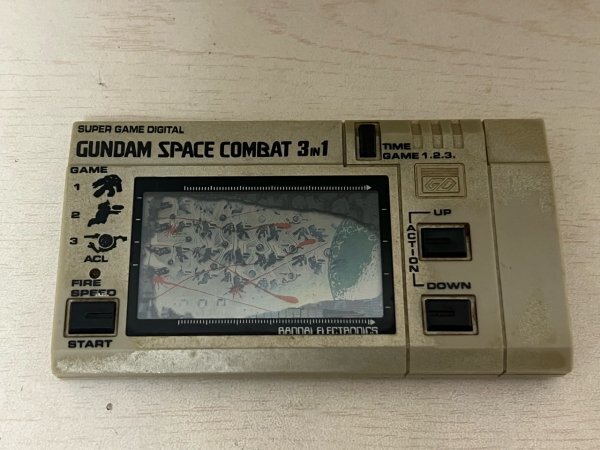 SUPER GAME DIGITAL
GUNDAM SPACE COMBAT 3IN1
TIME
GAME 1.2.3.
GAME
1
2
3
ACL
FIRE
SPEED
START
GD
UP
ACTION
DOWN
BANDAI ELECTRONICS